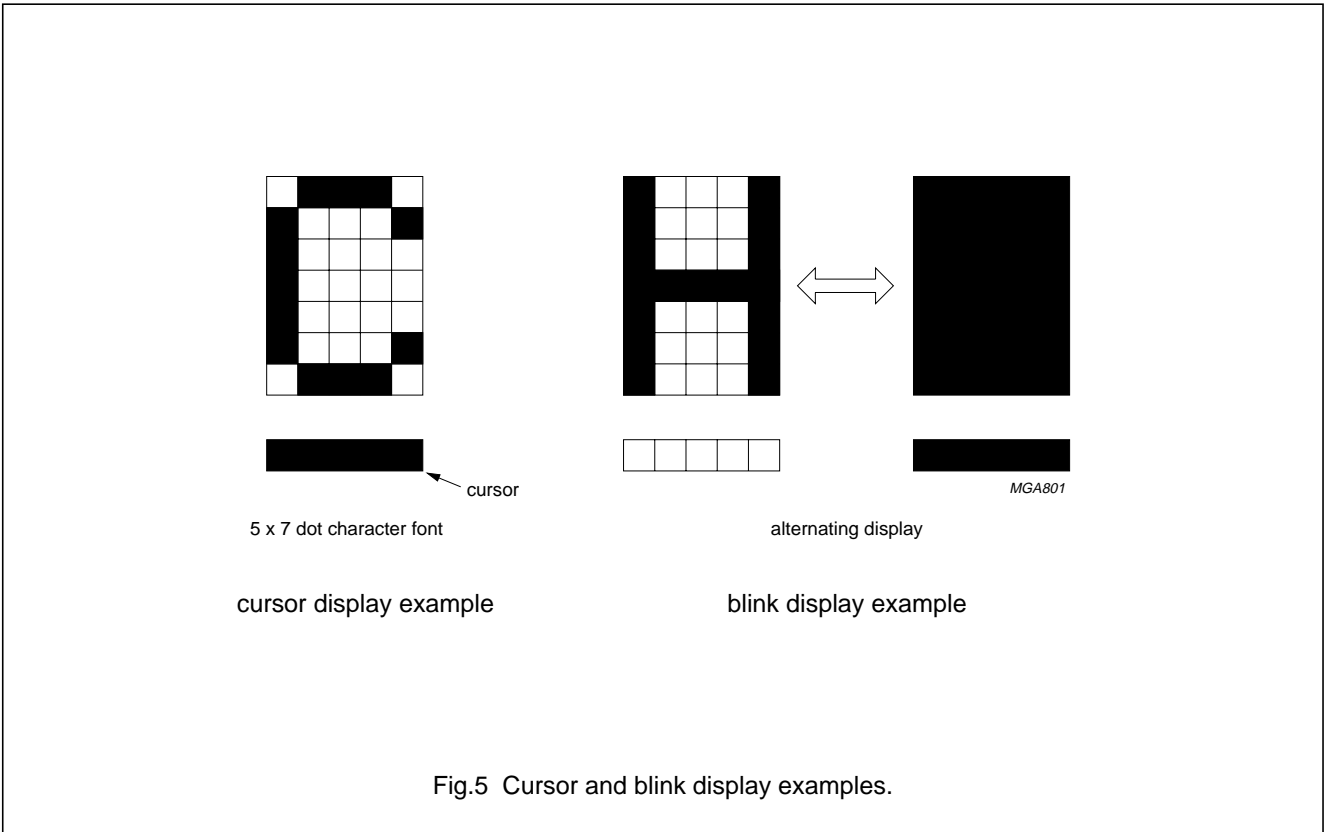 cursor
MGA801
5 x 7 dot character font
alternating display
cursor display example
blink display example
Fig.5 Cursor and blink display examples.